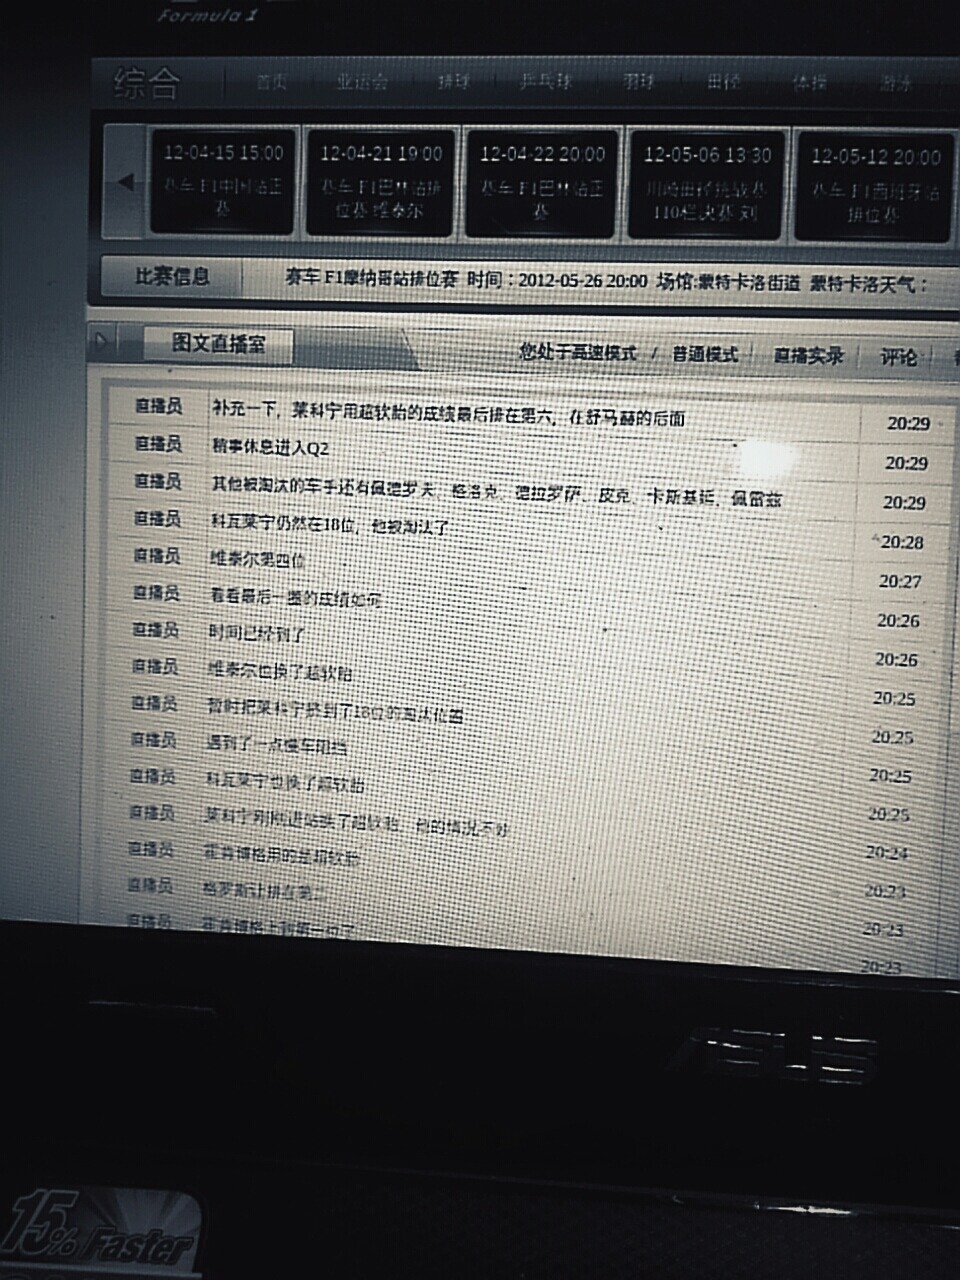 Formula 1
综合 首页 亚运会 排球 乒乓球 羽球 田径 体操 游泳
12-04-15 15:00 12-04-21 19:00 12-04-22 20:00 12-05-06 13:30 12-05-12 20:00
赛车 F1中国站正 赛车 F1巴林站排 赛车 F1巴林站正 川崎田径挑战赛 赛车 F1西班牙站
赛 位赛 维泰尔 赛 110栏决赛 刘 排位赛
比赛信息 赛车 F1摩纳哥站排位赛 时间：2012-05-26 20:00 场馆:蒙特卡洛街道 蒙特卡洛天气：
图文直播室 您处于高速模式 / 普通模式 直播实录 评论
直播员 补充一下，莱科宁用超软胎的成绩最后排在第六，在舒马赫的后面 20:29
直播员 稍事休息进入Q2 20:29
直播员 其他被淘汰的车手还有佩德罗夫、格洛克、德拉罗萨、皮克、卡斯基延、佩雷兹 20:29
直播员 科瓦莱宁仍然在18位，他被淘汰了 20:28
直播员 维泰尔第四位 20:27
直播员 看看最后一圈的成绩如何 20:26
直播员 时间已经到了 20:26
直播员 维泰尔也换了超软胎 20:25
直播员 暂时把莱科宁挤到了18位的淘汰位置 20:25
直播员 遇到了一点慢车阻挡 20:25
直播员 科瓦莱宁也换了超软胎 20:25
直播员 莱科宁刚刚进站换了超软胎，他的情况不妙 20:24
直播员 霍肯博格用的是超软胎 20:23
直播员 格罗斯让排在第二 20:23
直播员 霍肯博格上到第一位了 20:23
15% Faster